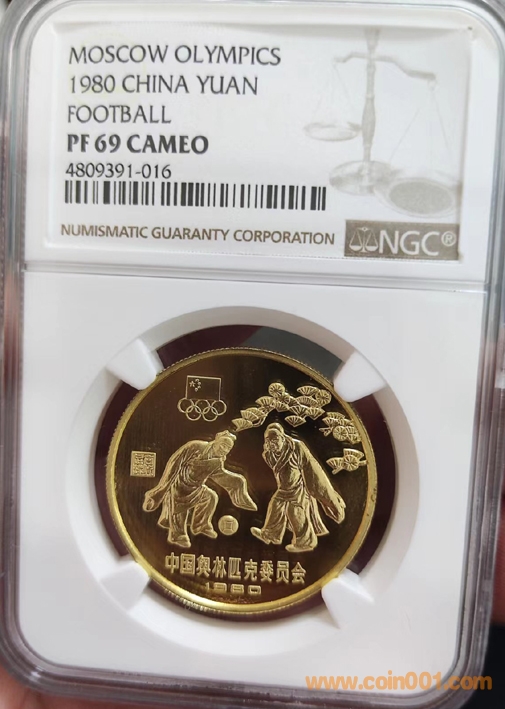 MOSCOW OLYMPICS
1980 CHINA YUAN
FOOTBALL
PF 69 CAMEO
4809391-016
NUMISMATIC GUARANTY CORPORATION
NGC®
中国奥林匹克委员会
1980
www.coin001.com